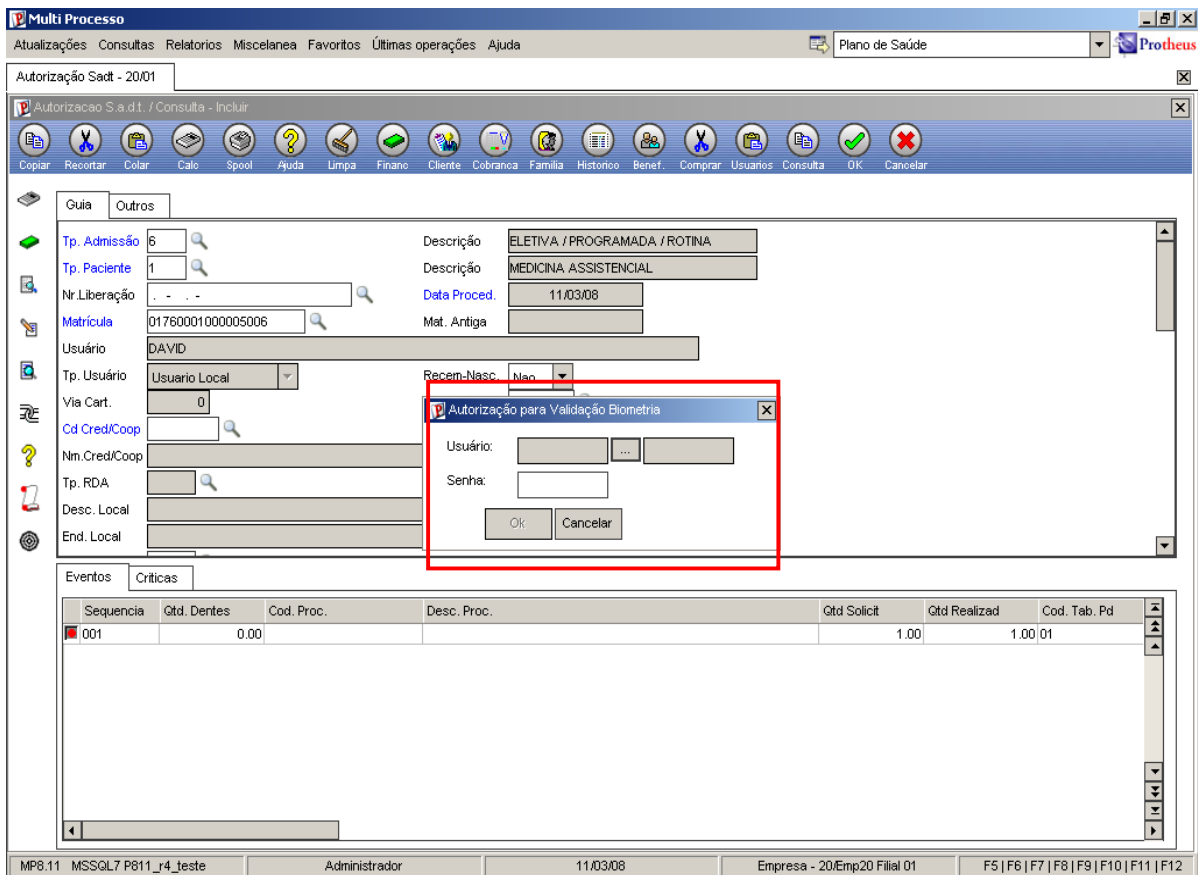 Multi Processo
Atualizações Consultas Relatorios Miscelanea Favoritos Últimas operações Ajuda Plano de Saúde Protheus
Autorização Sadt - 20/01
Autorizacao S.a.d.t. / Consulta - Incluir
Copiar Recortar Colar Calc Spool Ajuda Limpa Financ Cliente Cobranca Familia Historico Benef. Comprar Usuarios Consulta OK Cancelar
Guia Outros
Tp. Admissão 6 Descrição ELETIVA / PROGRAMADA / ROTINA
Tp. Paciente 1 Descrição MEDICINA ASSISTENCIAL
Nr.Liberação . - . - Data Proced. 11/03/08
Matrícula 01760001000005006 Mat. Antiga
Usuário DAVID
Tp. Usuário Usuario Local Recem-Nasc. Nao
Via Cart. 0
Autorização para Validação Biometria
Cd Cred/Coop
Usuário: ...
Nm.Cred/Coop
Tp. RDA
Senha:
Desc. Local
Ok Cancelar
End. Local
Eventos Criticas
Sequencia Qtd. Dentes Cod. Proc. Desc. Proc. Qtd Solicit Qtd Realizad Cod. Tab. Pd
001 0.00 1.00 1.00 01
MP8.11 MSSQL7 P811_r4_teste Administrador 11/03/08 Empresa - 20/Emp20 Filial 01 F5 | F6 | F7 | F8 | F9 | F10 | F11 | F12